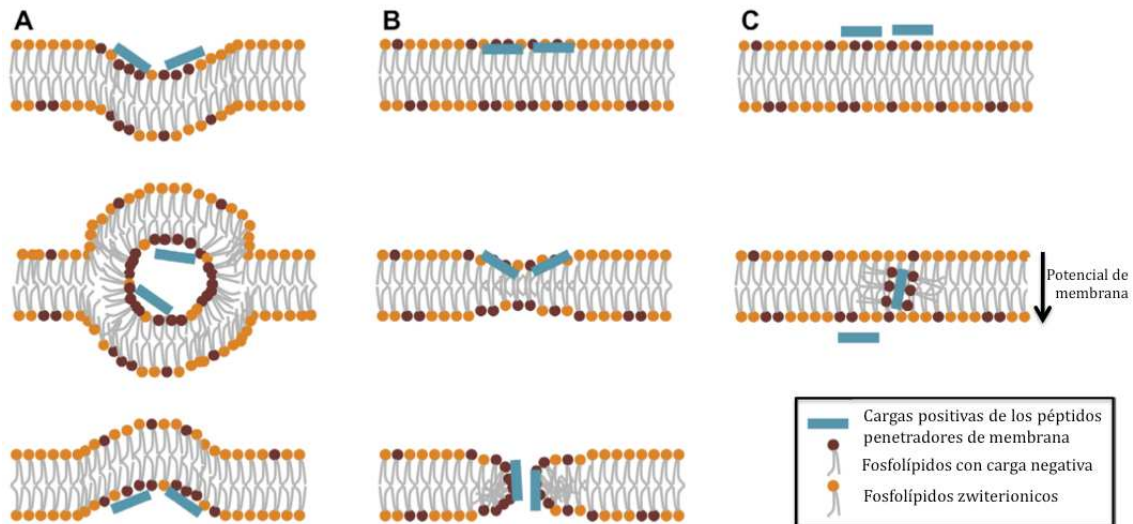 A
B
C
Potencial de
membrana
Cargas positivas de los péptidos
penetradores de membrana
Fosfolípidos con carga negativa
Fosfolípidos zwiterionicos